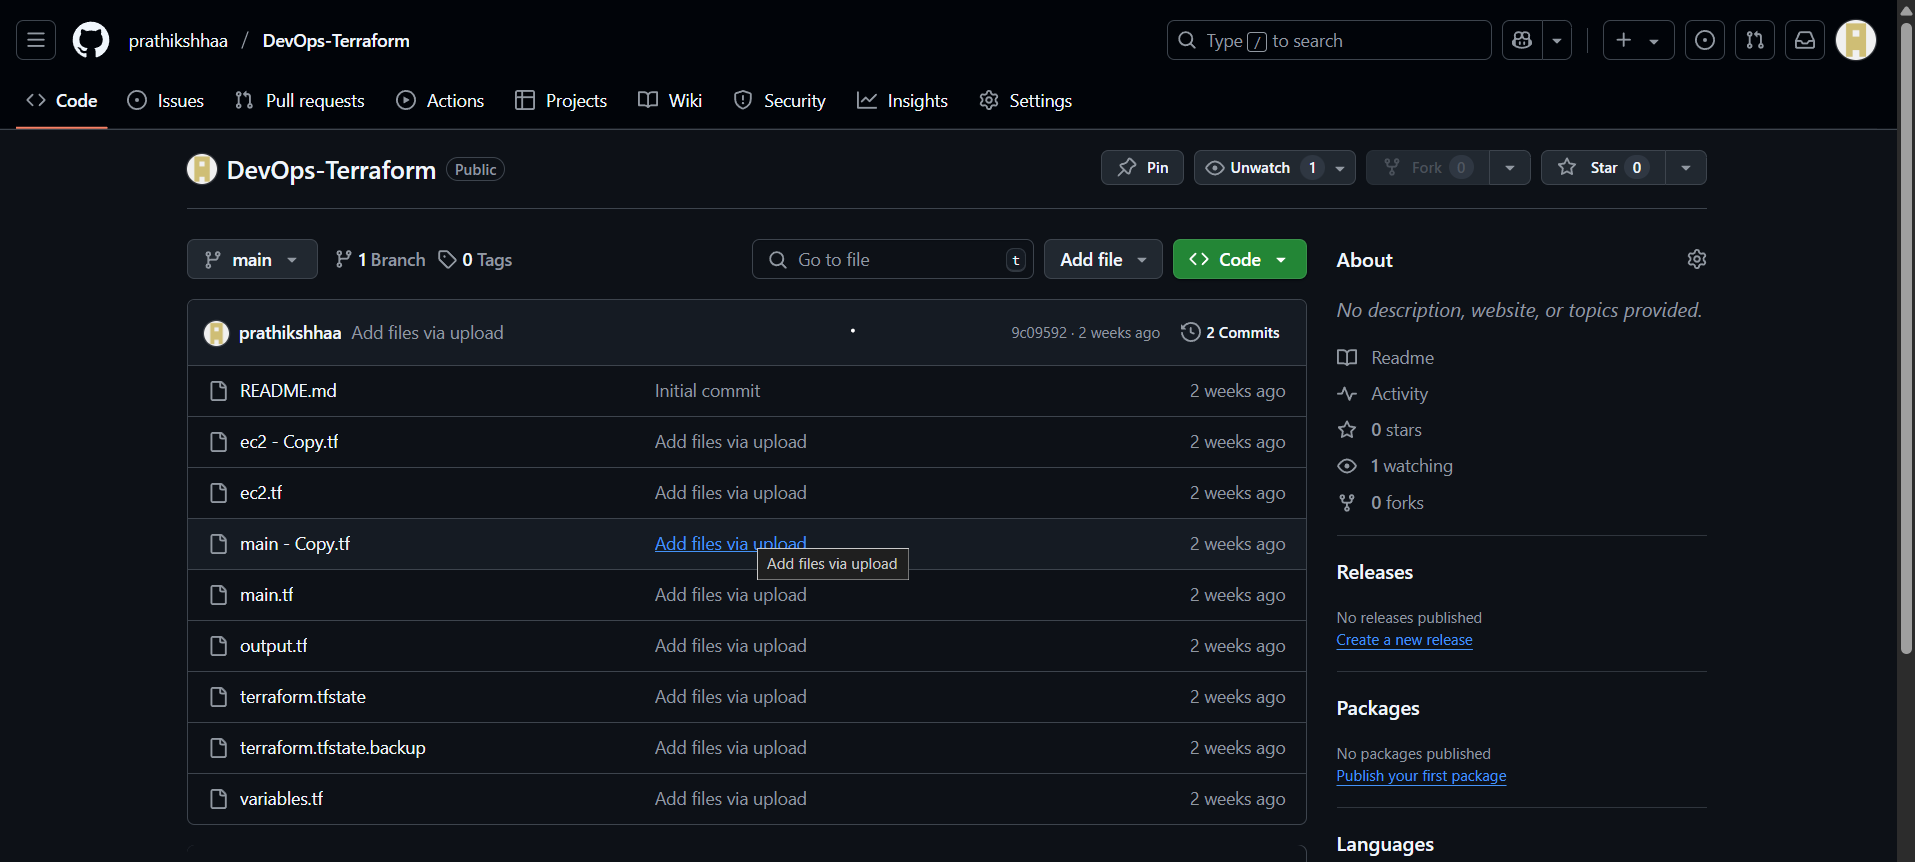 prathikshhaa / DevOps-Terraform
Type / to search
Code Issues Pull requests Actions Projects Wiki Security Insights Settings
DevOps-Terraform Public
Pin Unwatch 1 Fork 0 Star 0
main 1 Branch 0 Tags Go to file t Add file Code
prathikshhaa Add files via upload 9c09592 · 2 weeks ago 2 Commits
README.md Initial commit 2 weeks ago
ec2 - Copy.tf Add files via upload 2 weeks ago
ec2.tf Add files via upload 2 weeks ago
main - Copy.tf Add files via upload 2 weeks ago
Add files via upload
main.tf Add files via upload 2 weeks ago
output.tf Add files via upload 2 weeks ago
terraform.tfstate Add files via upload 2 weeks ago
terraform.tfstate.backup Add files via upload 2 weeks ago
variables.tf Add files via upload 2 weeks ago
About
No description, website, or topics provided.
Readme
Activity
0 stars
1 watching
0 forks
Releases
No releases published
Create a new release
Packages
No packages published
Publish your first package
Languages